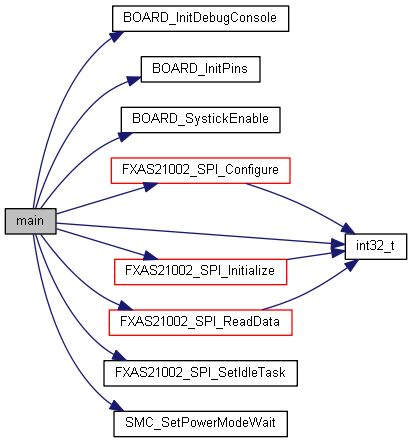 BOARD_InitDebugConsole
BOARD_InitPins
BOARD_SystickEnable
FXAS21002_SPI_Configure
main
int32_t
FXAS21002_SPI_Initialize
FXAS21002_SPI_ReadData
FXAS21002_SPI_SetIdleTask
SMC_SetPowerModeWait